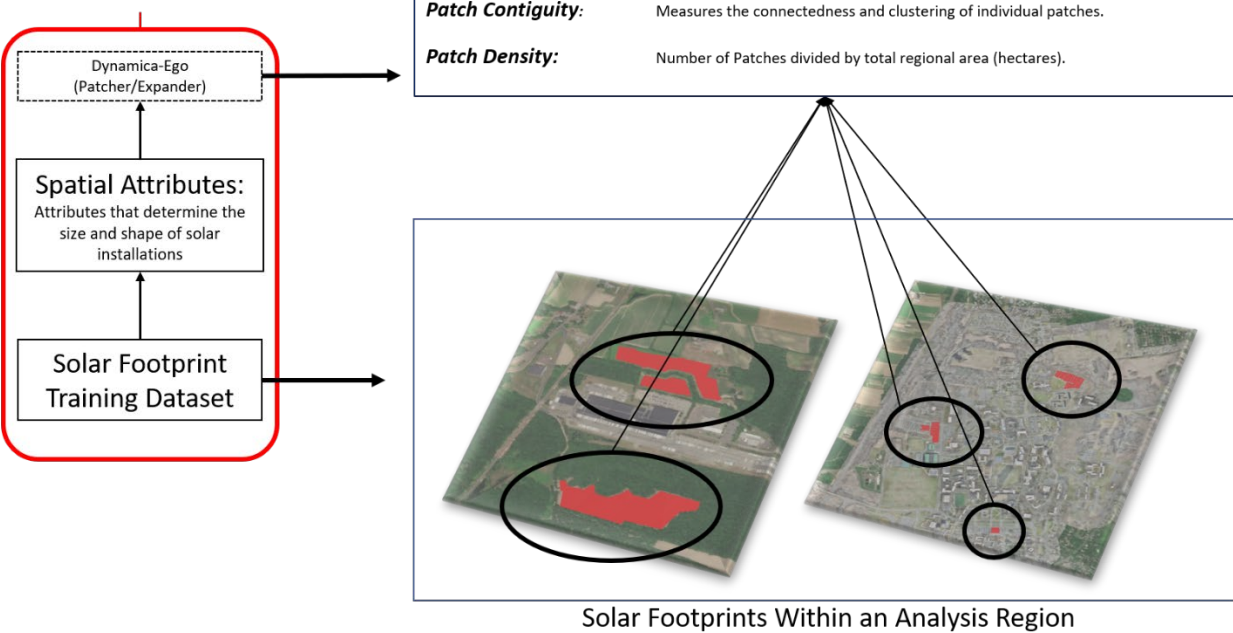 Patch Contiguity: Measures the connectedness and clustering of individual patches.
Patch Density: Number of Patches divided by total regional area (hectares).
Dynamica-Ego
(Patcher/Expander)
Spatial Attributes:
Attributes that determine the
size and shape of solar
installations
Solar Footprint
Training Dataset
Solar Footprints Within an Analysis Region